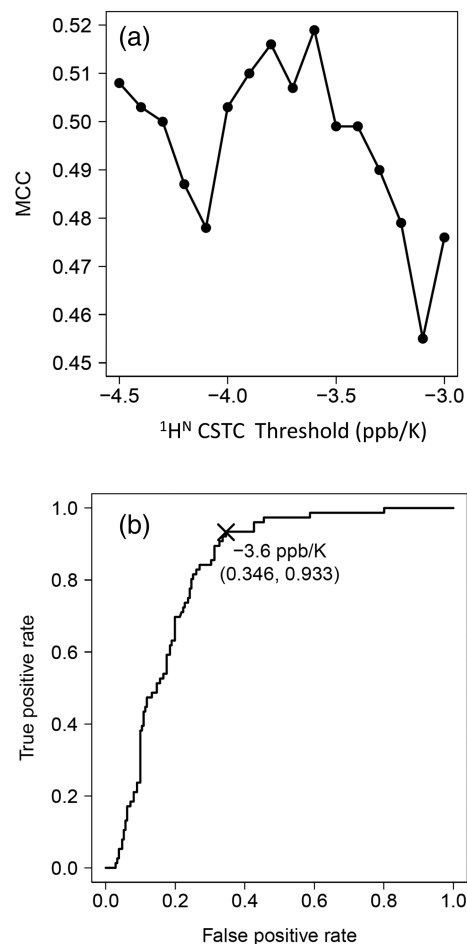 (a)
0.52
0.51
0.50
0.49
0.48
0.47
0.46
0.45
MCC
−4.5 −4.0 −3.5 −3.0
¹Hᴺ CSTC Threshold (ppb/K)
(b)
1.0
0.8
0.6
0.4
0.2
0.0
True positive rate
−3.6 ppb/K
(0.346, 0.933)
0.0 0.2 0.4 0.6 0.8 1.0
False positive rate